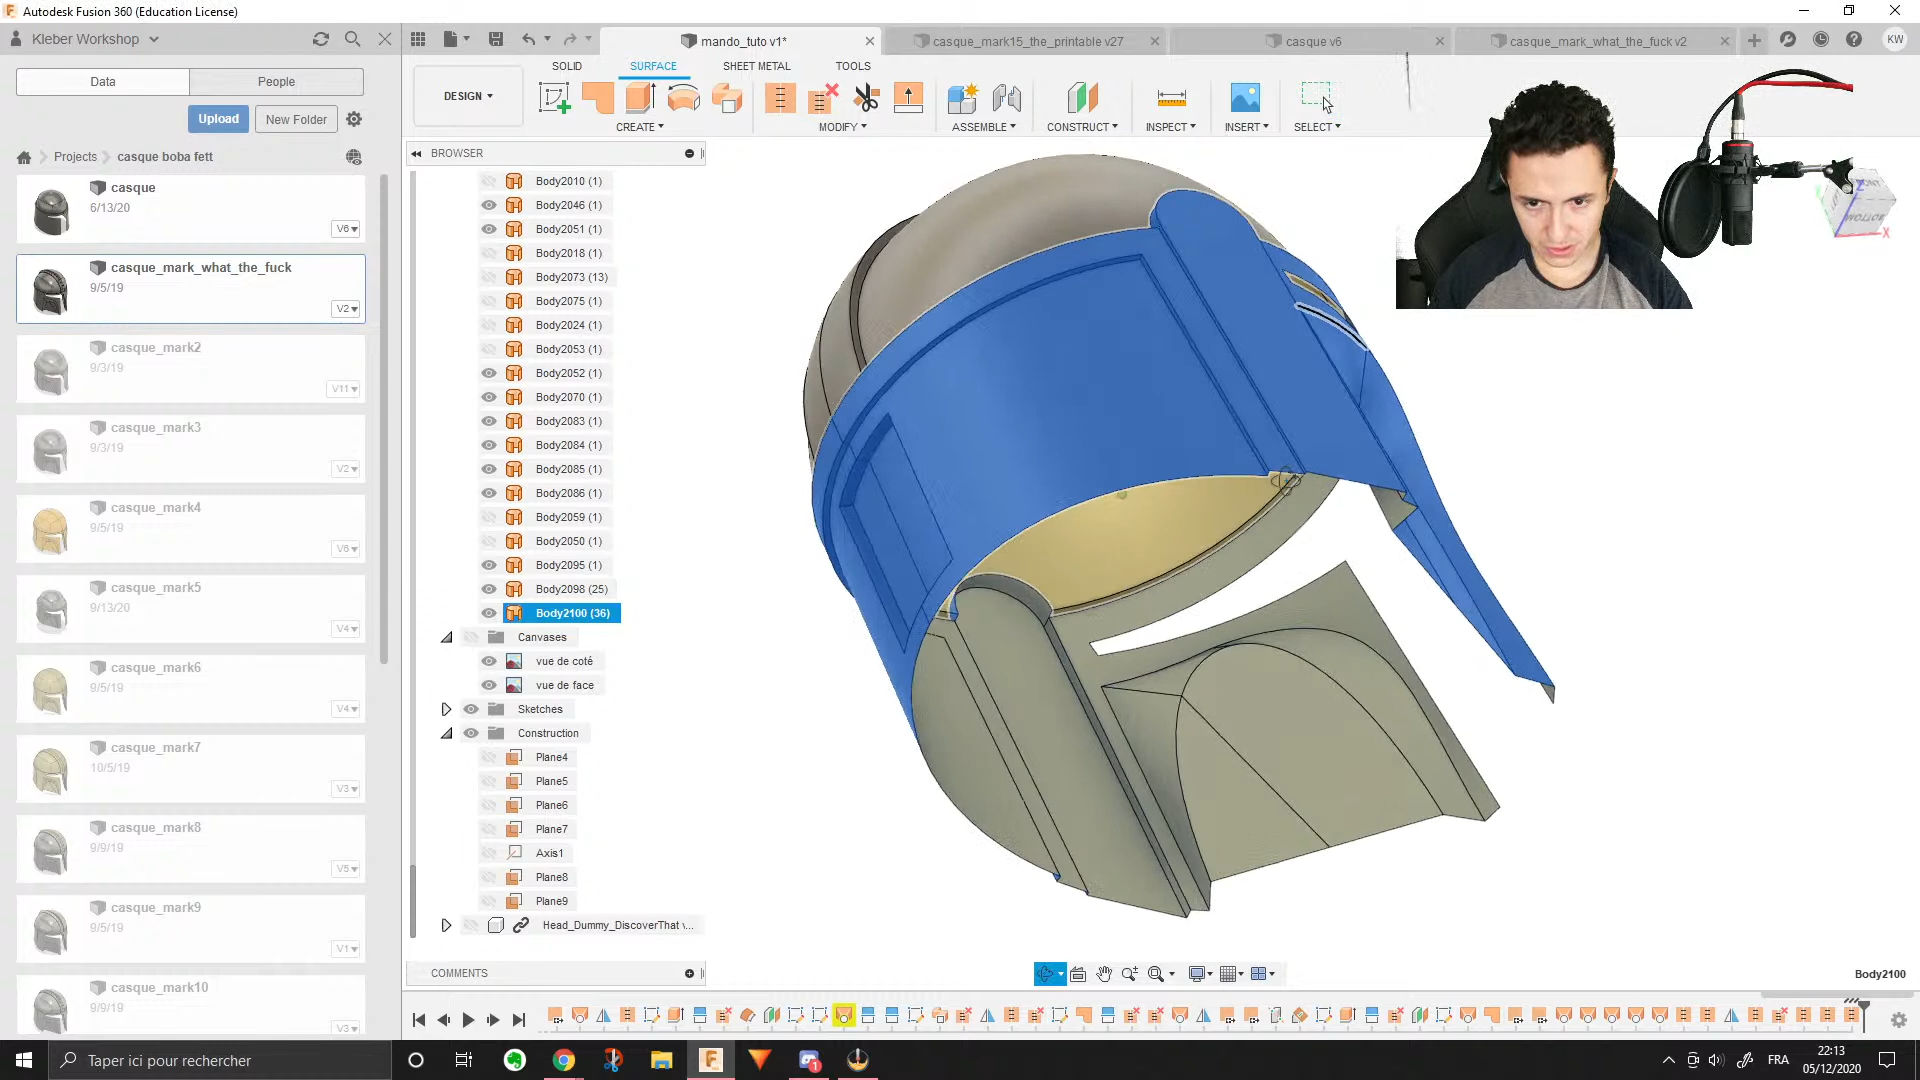 Autodesk Fusion 360 (Education License)
Kleber Workshop
mando_tuto v1*
casque_mark15_the_printable v27
casque v6
casque_mark_what_the_fuck v2
KW
Data
People
Upload
New Folder
Projects
casque boba fett
DESIGN
SOLID
SURFACE
SHEET METAL
TOOLS
CREATE
MODIFY
ASSEMBLE
CONSTRUCT
INSPECT
INSERT
SELECT
casque
6/13/20
V6
casque_mark_what_the_fuck
9/5/19
V2
casque_mark2
9/3/19
V11
casque_mark3
9/3/19
V2
casque_mark4
9/5/19
V6
casque_mark5
9/13/20
V4
casque_mark6
9/5/19
V4
casque_mark7
10/5/19
V3
casque_mark8
9/9/19
V5
casque_mark9
9/5/19
V1
casque_mark10
9/9/19
V3
BROWSER
Body2010 (1)
Body2046 (1)
Body2051 (1)
Body2018 (1)
Body2073 (13)
Body2075 (1)
Body2024 (1)
Body2053 (1)
Body2052 (1)
Body2070 (1)
Body2083 (1)
Body2084 (1)
Body2085 (1)
Body2086 (1)
Body2059 (1)
Body2050 (1)
Body2095 (1)
Body2098 (25)
Body2100 (36)
Canvases
vue de coté
vue de face
Sketches
Construction
Plane4
Plane5
Plane6
Plane7
Axis1
Plane8
Plane9
Head_Dummy_DiscoverThat v...
COMMENTS
BOTTOM
Z
X
Body2100
Taper ici pour rechercher
1
FRA
22:13
05/12/2020